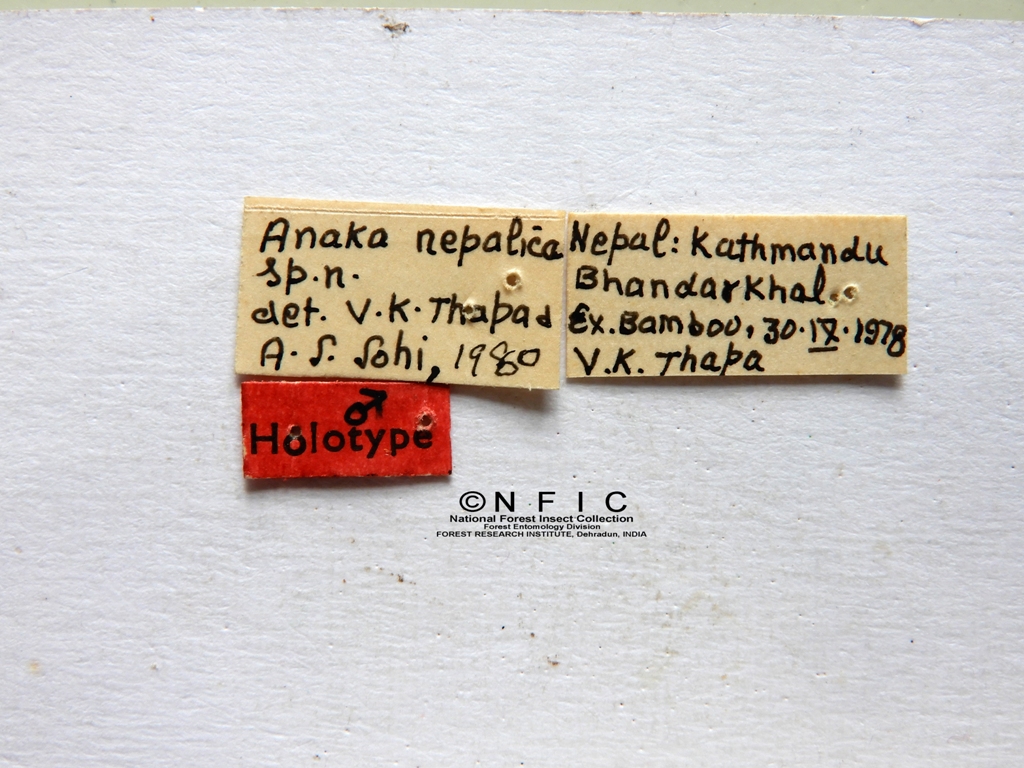 Anaka nepalica
sp.n.
det. V.K. Thapa &
A.S. Sohi, 1980
Nepal: Kathmandu
Bhandarkhal.
Ex. Bamboo, 30.IX.1978
V.K. Thapa
♂
Holotype
© N F I C
National Forest Insect Collection
Forest Entomology Division
FOREST RESEARCH INSTITUTE, Dehradun, INDIA